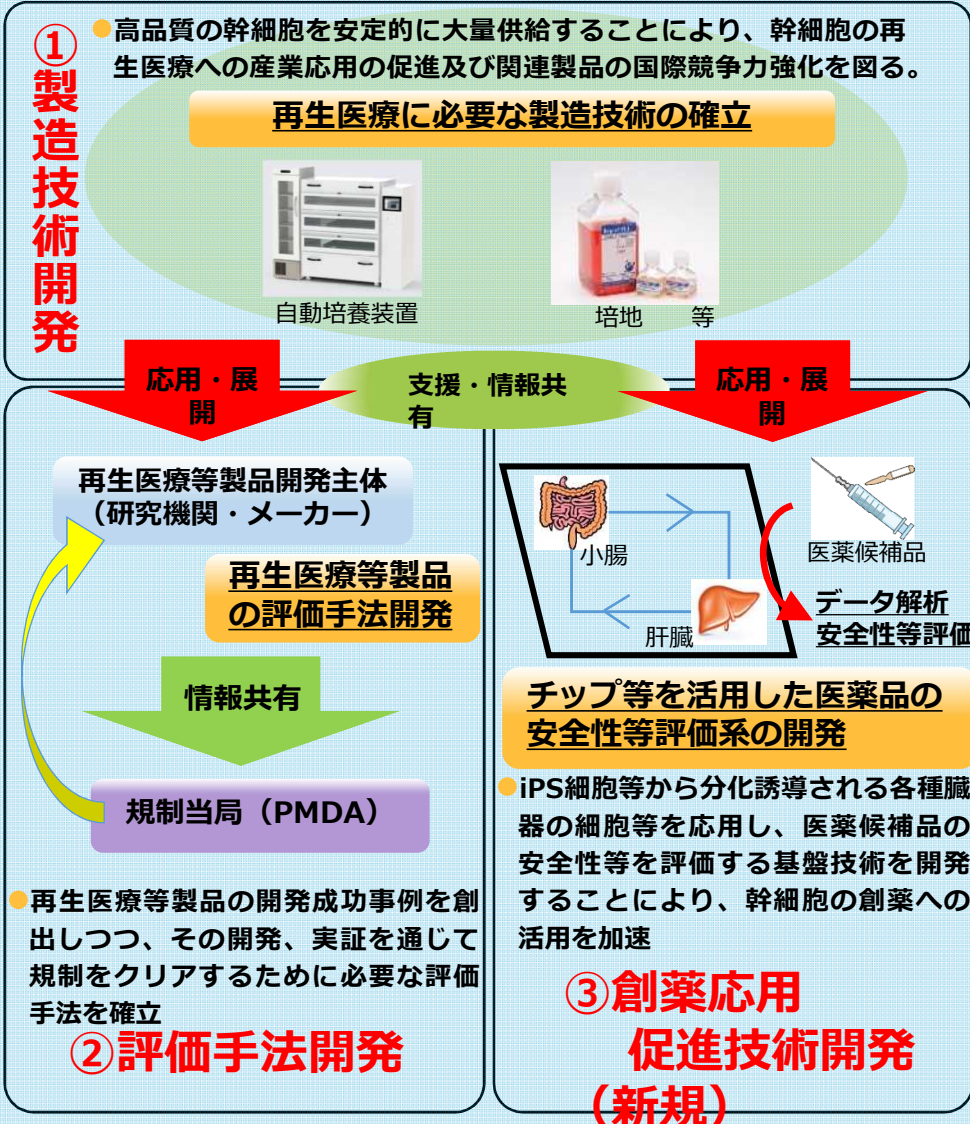 ①製造技術開発
●高品質の幹細胞を安定的に大量供給することにより、幹細胞の再
生医療への産業応用の促進及び関連製品の国際競争力強化を図る。
再生医療に必要な製造技術の確立
自動培養装置
培地 等
応用・展
開
支援・情報共
有
応用・展
開
再生医療等製品開発主体
（研究機関・メーカー）
再生医療等製品
の評価手法開発
情報共有
規制当局（PMDA）
●再生医療等製品の開発成功事例を創
出しつつ、その開発、実証を通じて
規制をクリアするために必要な評価
手法を確立
②評価手法開発
小腸
肝臓
医薬候補品
データ解析
安全性等評価
チップ等を活用した医薬品の
安全性等評価系の開発
●iPS細胞等から分化誘導される各種臓
器の細胞等を応用し、医薬候補品の
安全性等を評価する基盤技術を開発
することにより、幹細胞の創薬への
活用を加速
③創薬応用
促進技術開発
（新規）